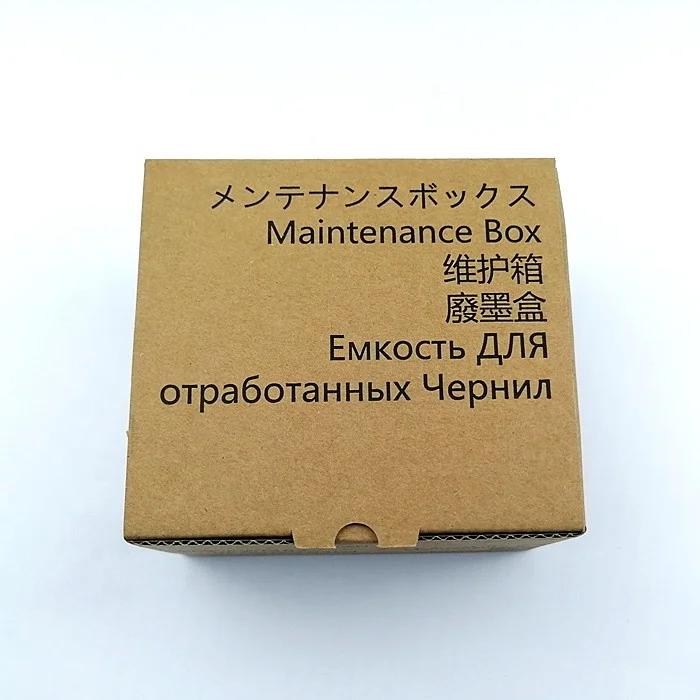 メンテナンスボックス
Maintenance Box
维护箱
廢墨盒
Емкость ДЛЯ
отработанных Чернил